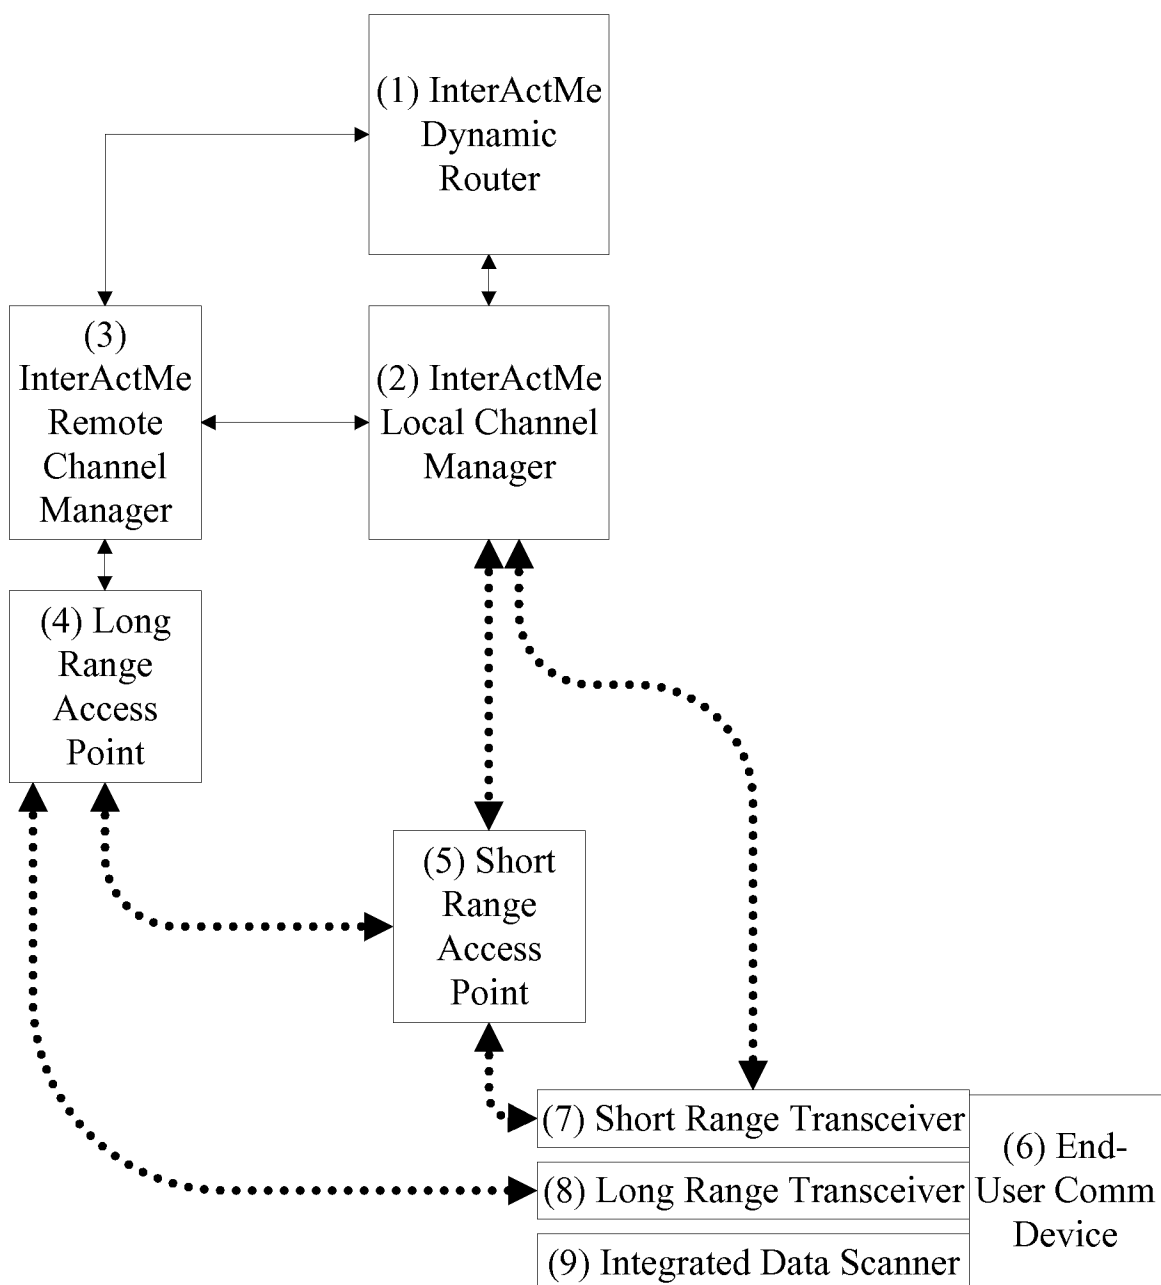 (1) InterActMe
Dynamic
Router
(3)
InterActMe
Remote
Channel
Manager
(2) InterActMe
Local Channel
Manager
(4) Long
Range
Access
Point
(5) Short
Range
Access
Point
(7) Short Range Transceiver
(8) Long Range Transceiver
(9) Integrated Data Scanner
(6) End-
User Comm
Device